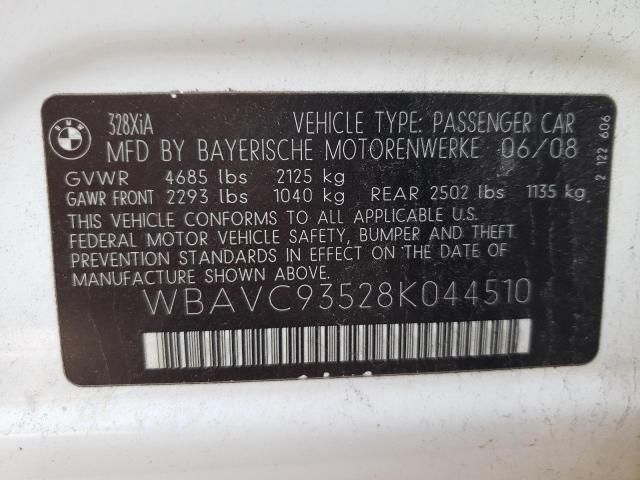 BMW
328XiA VEHICLE TYPE: PASSENGER CAR
MFD BY BAYERISCHE MOTORENWERKE 06/08
GVWR 4685 lbs 2125 kg
GAWR FRONT 2293 lbs 1040 kg REAR 2502 lbs 1135 kg
THIS VEHICLE CONFORMS TO ALL APPLICABLE U.S.
FEDERAL MOTOR VEHICLE SAFETY, BUMPER AND THEFT
PREVENTION STANDARDS IN EFFECT ON THE DATE OF
MANUFACTURE SHOWN ABOVE.
WBAVC93528K044510
2 122 606